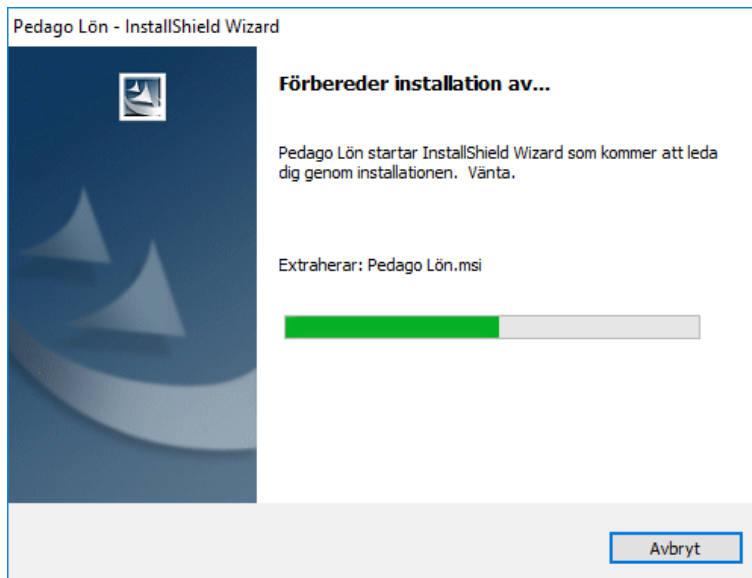 Pedago Lön - InstallShield Wizard
Förbereder installation av...
Pedago Lön startar InstallShield Wizard som kommer att leda
dig genom installationen.  Vänta.
Extraherar: Pedago Lön.msi
Avbryt